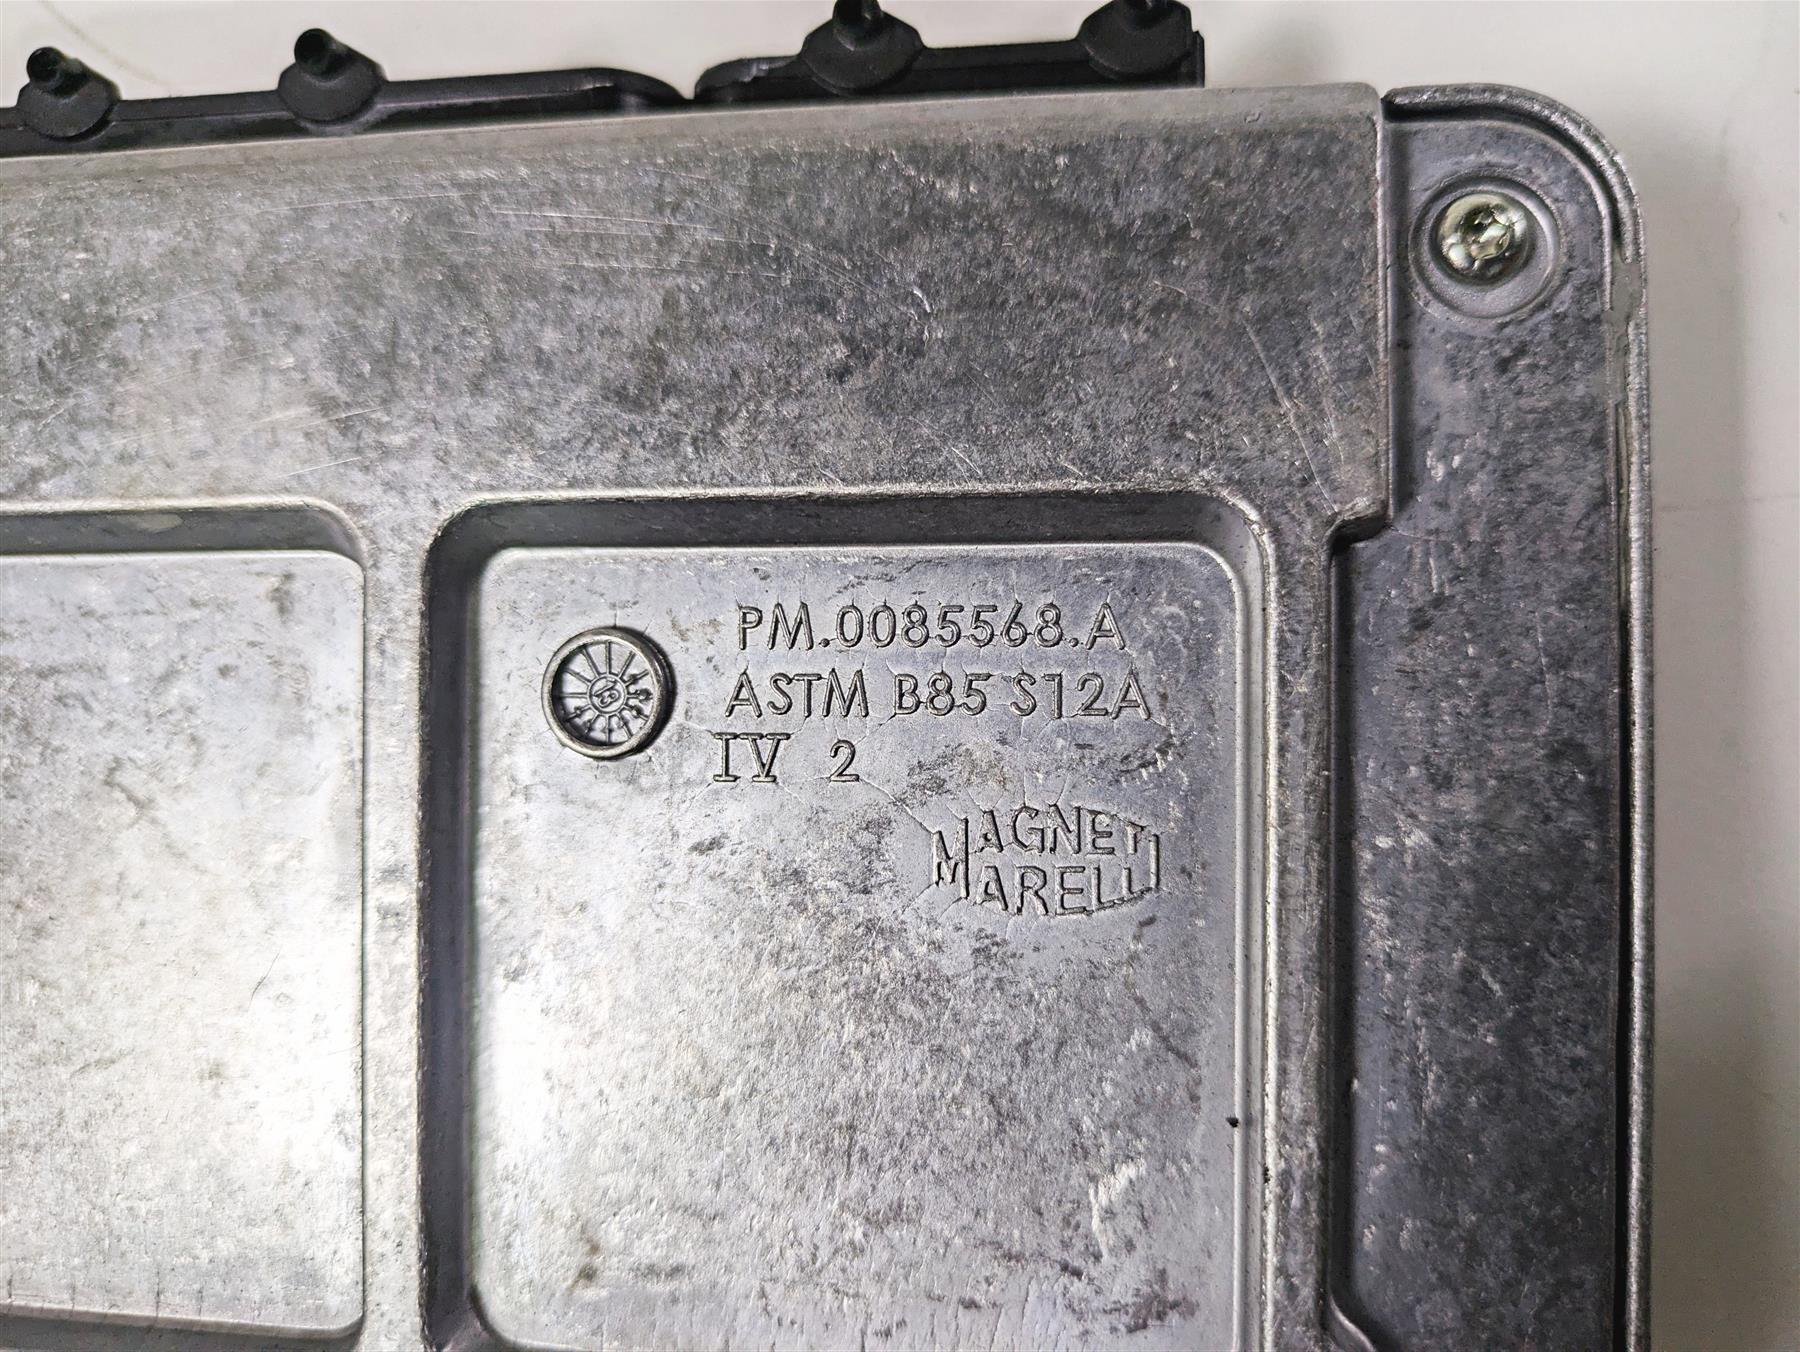 PM.0085568.A
ASTM B85 S12A
IV 2
MAGNETI
MARELLI